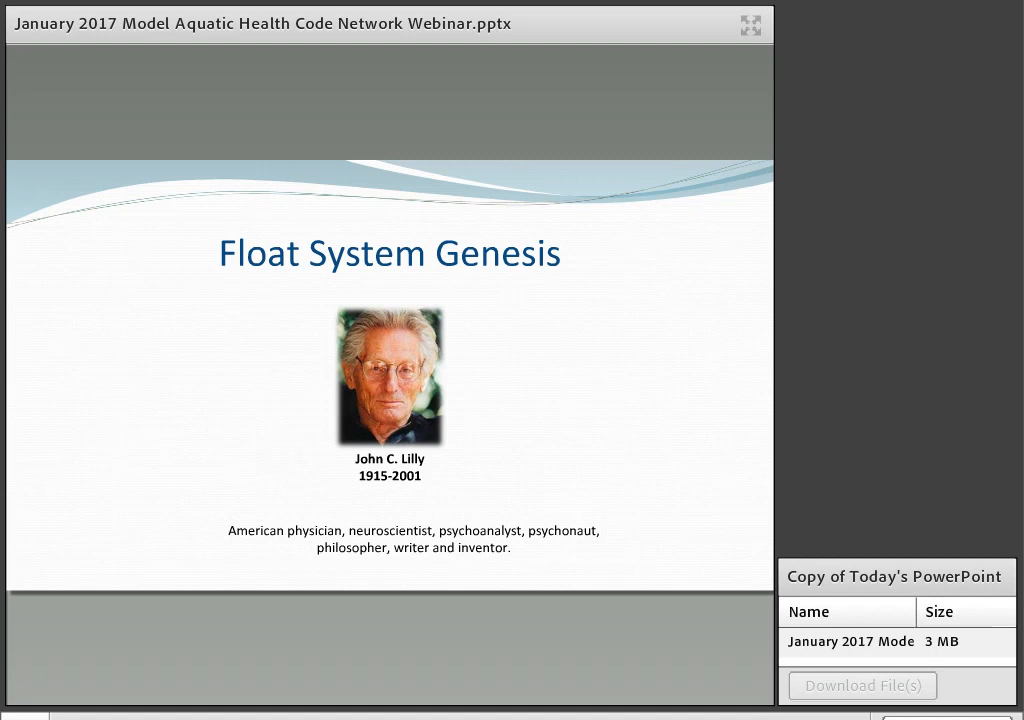 January 2017 Model Aquatic Health Code Network Webinar.pptx
Float System Genesis
John C. Lilly
1915-2001
American physician, neuroscientist, psychoanalyst, psychonaut,
philosopher, writer and inventor.
Copy of Today's PowerPoint
Name Size
January 2017 Mode 3 MB
Download File(s)